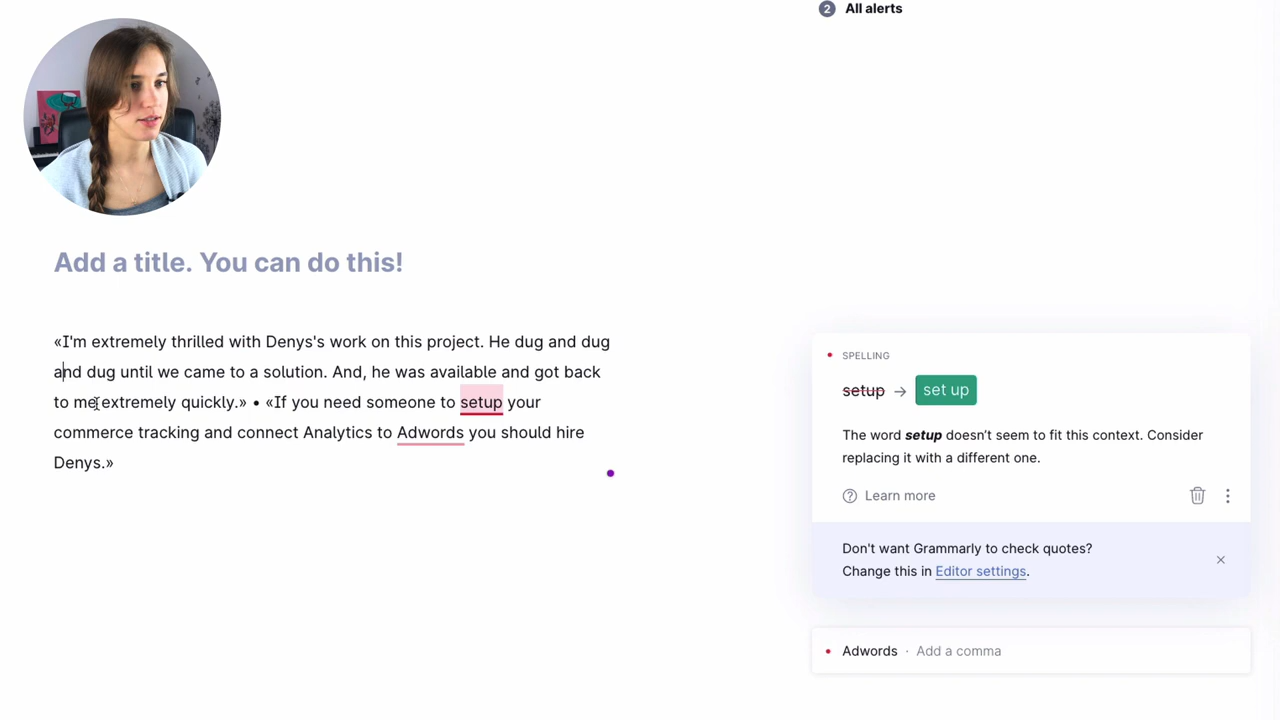 2 All alerts
Add a title. You can do this!
«I'm extremely thrilled with Denys's work on this project. He dug and dug
and dug until we came to a solution. And, he was available and got back
to me extremely quickly.» • «If you need someone to setup your
commerce tracking and connect Analytics to Adwords you should hire
Denys.»
SPELLING
setup → set up
The word setup doesn’t seem to fit this context. Consider
replacing it with a different one.
Learn more
Don't want Grammarly to check quotes?
Change this in Editor settings.
Adwords · Add a comma